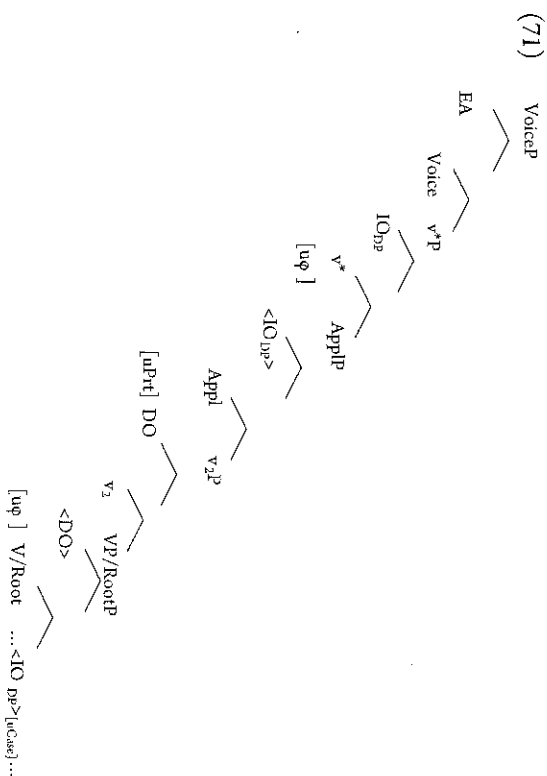 (71) VoiceP
EA
Voice v*P
IO_DP
v* ApplP
[uφ ]
<IO_DP>
Appl v₂P
[uPrt] DO
v₂ VP/RootP
<DO>
[uφ ] V/Root ...<IO _DP>_[uCase]...